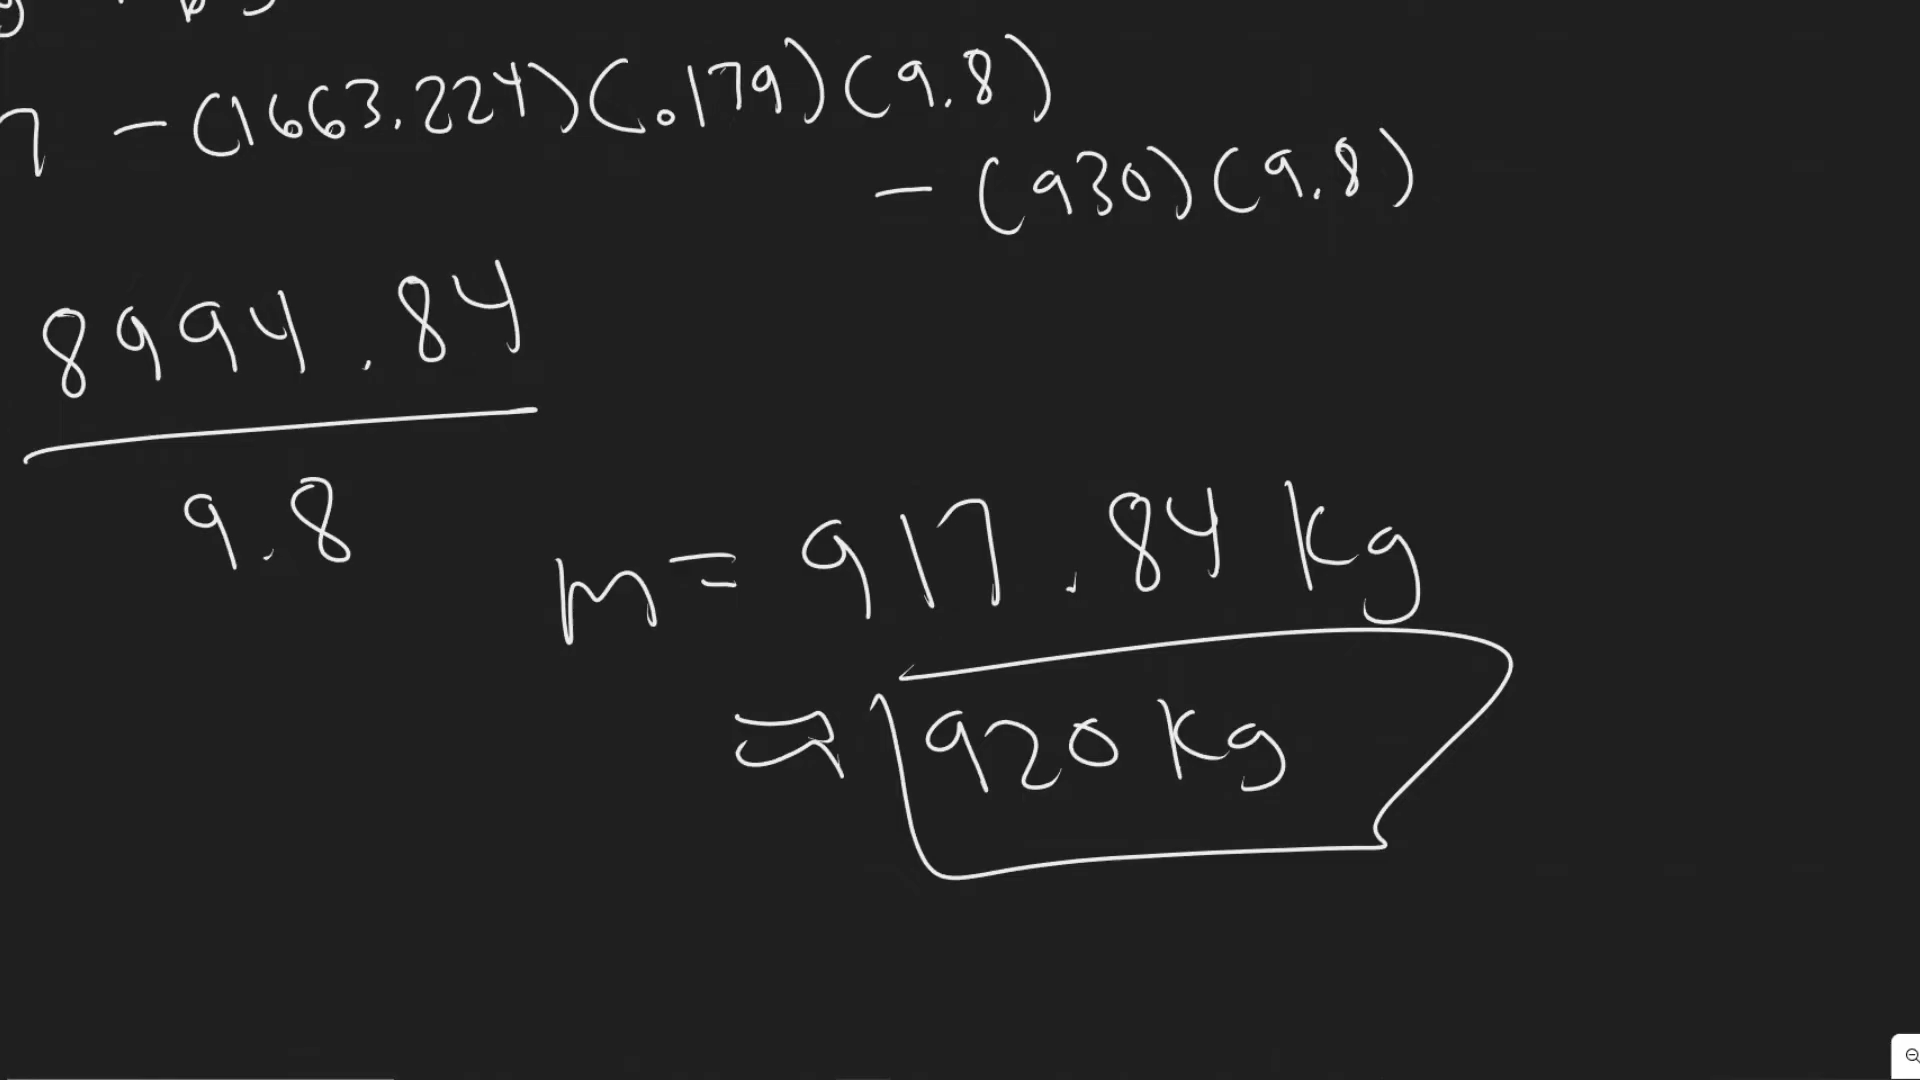 7 - (1663.224)(.179)(9.8)
- (930)(9.8)
8994.84
9.8
m = 917.84 kg
≈ 920 kg